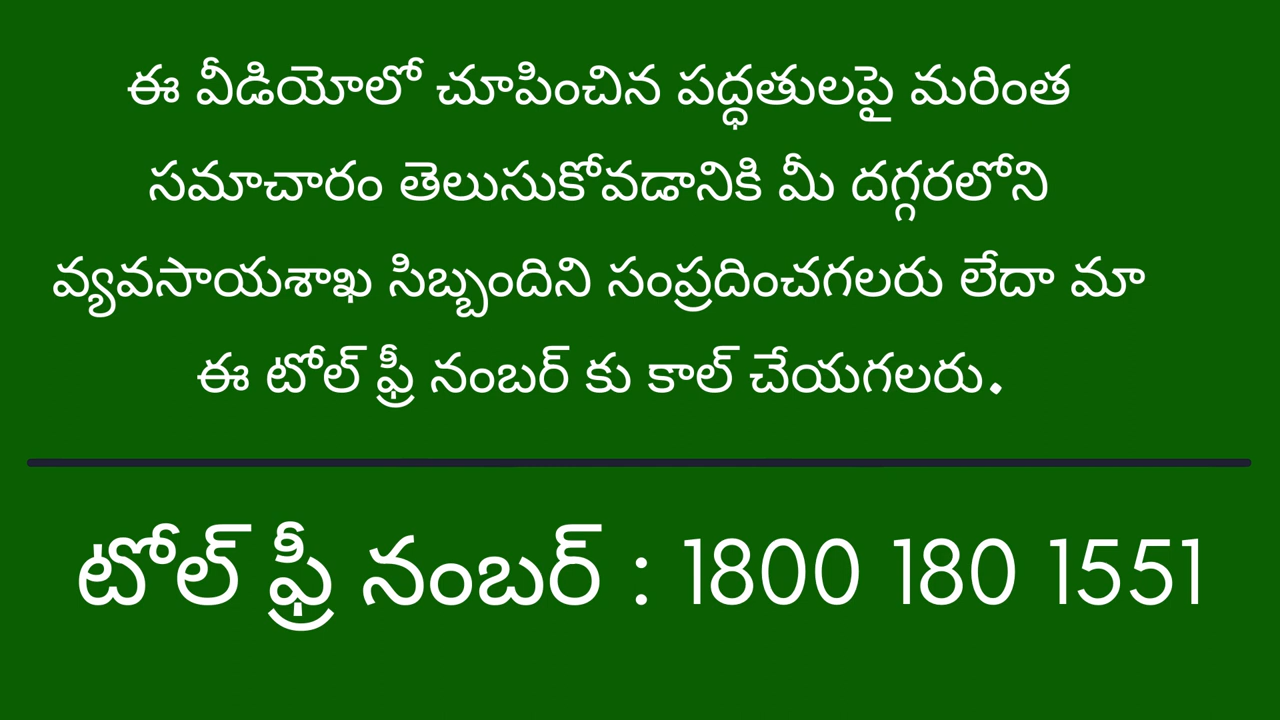 ఈ వీడియోలో చూపించిన పద్ధతులపై మరింత
సమాచారం తెలుసుకోవడానికి మీ దగ్గరలోని
వ్యవసాయశాఖ సిబ్బందిని సంప్రదించగలరు లేదా మా
ఈ టోల్ ఫ్రీ నంబర్ కు కాల్ చేయగలరు.
టోల్ ఫ్రీ నంబర్ : 1800 180 1551